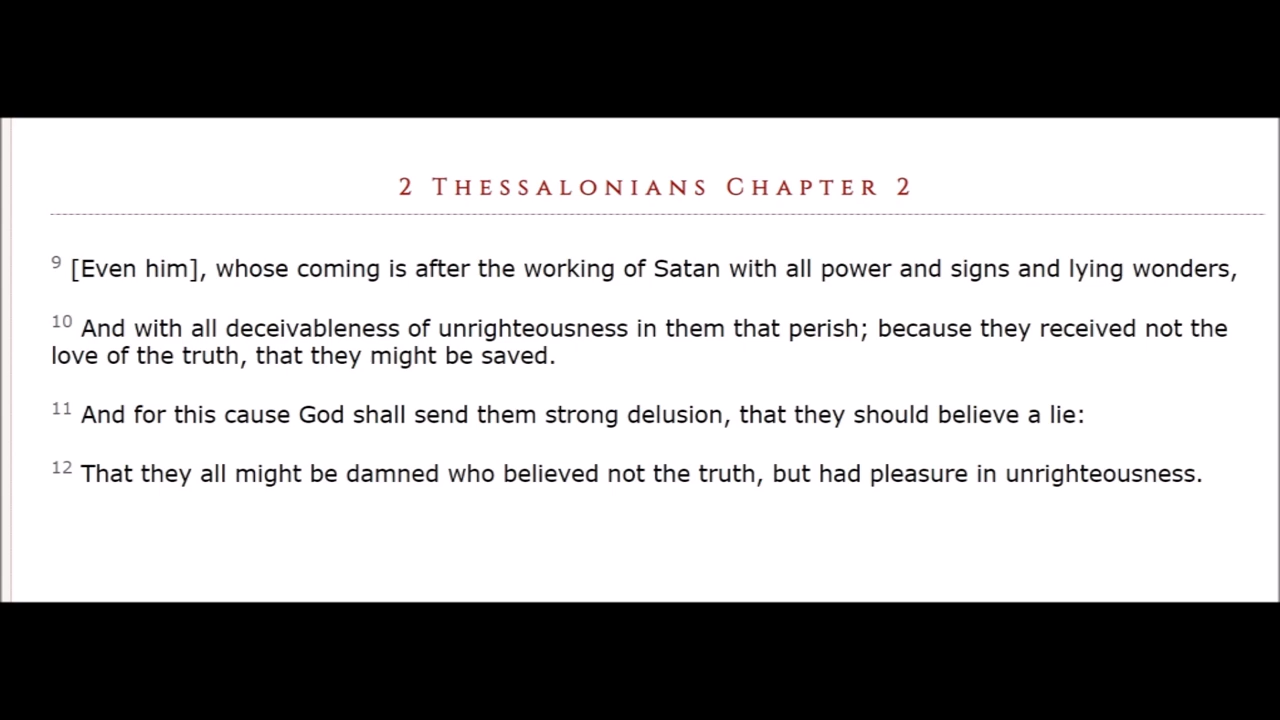 2 Thessalonians Chapter 2
9 [Even him], whose coming is after the working of Satan with all power and signs and lying wonders,
10 And with all deceivableness of unrighteousness in them that perish; because they received not the
love of the truth, that they might be saved.
11 And for this cause God shall send them strong delusion, that they should believe a lie:
12 That they all might be damned who believed not the truth, but had pleasure in unrighteousness.